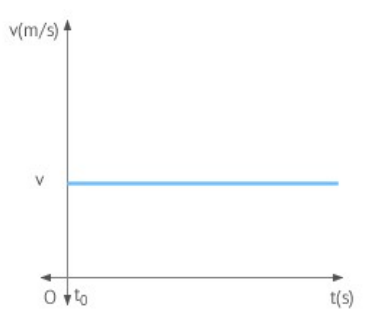 v(m/s)
v
O t₀ t(s)